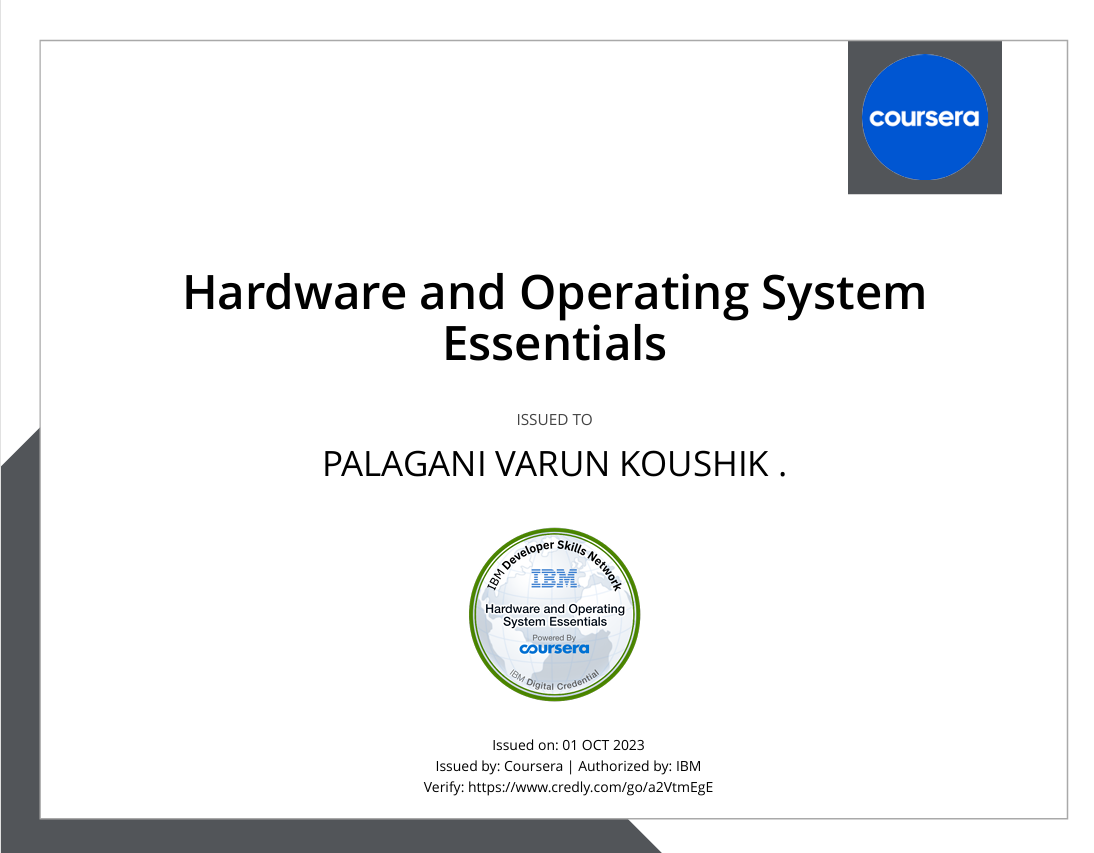 coursera
Hardware and Operating System
Essentials
ISSUED TO
PALAGANI VARUN KOUSHIK .
IBM Developer Skills Network
IBM
Hardware and Operating
System Essentials
Powered By
coursera
IBM Digital Credential
Issued on: 01 OCT 2023
Issued by: Coursera | Authorized by: IBM
Verify: https://www.credly.com/go/a2VtmEgE